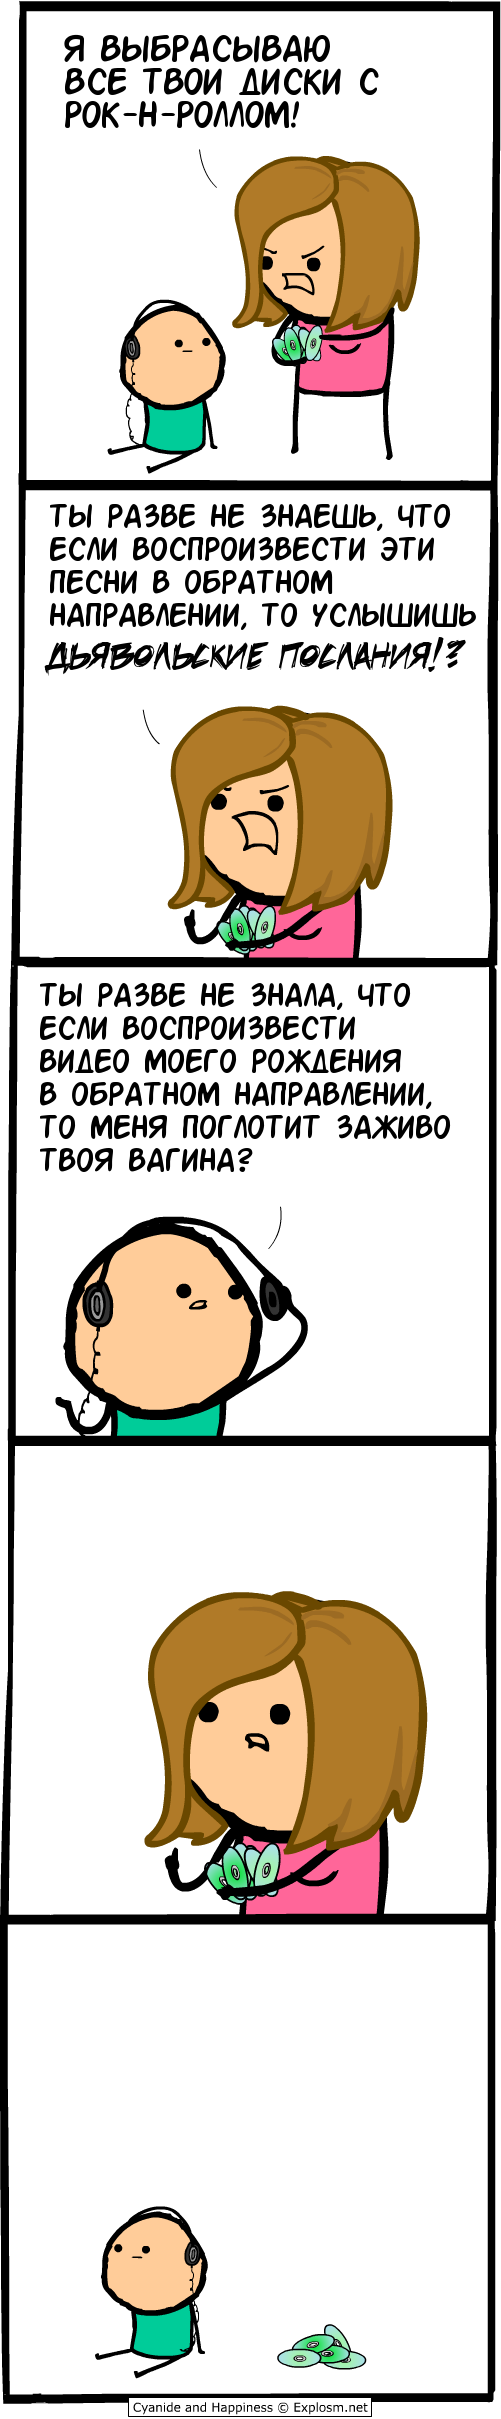 Я ВЫБРАСЫВАЮ
ВСЕ ТВОИ ДИСКИ С
РОК-Н-РОЛЛОМ!
ТЫ РАЗВЕ НЕ ЗНАЕШЬ, ЧТО
ЕСЛИ ВОСПРОИЗВЕСТИ ЭТИ
ПЕСНИ В ОБРАТНОМ
НАПРАВЛЕНИИ, ТО УСЛЫШИШЬ
ДЬЯВОЛЬСКИЕ ПОСЛАНИЯ!?
ТЫ РАЗВЕ НЕ ЗНАЛА, ЧТО
ЕСЛИ ВОСПРОИЗВЕСТИ
ВИДЕО МОЕГО РОЖДЕНИЯ
В ОБРАТНОМ НАПРАВЛЕНИИ,
ТО МЕНЯ ПОГЛОТИТ ЗАЖИВО
ТВОЯ ВАГИНА?
Cyanide and Happiness © Explosm.net